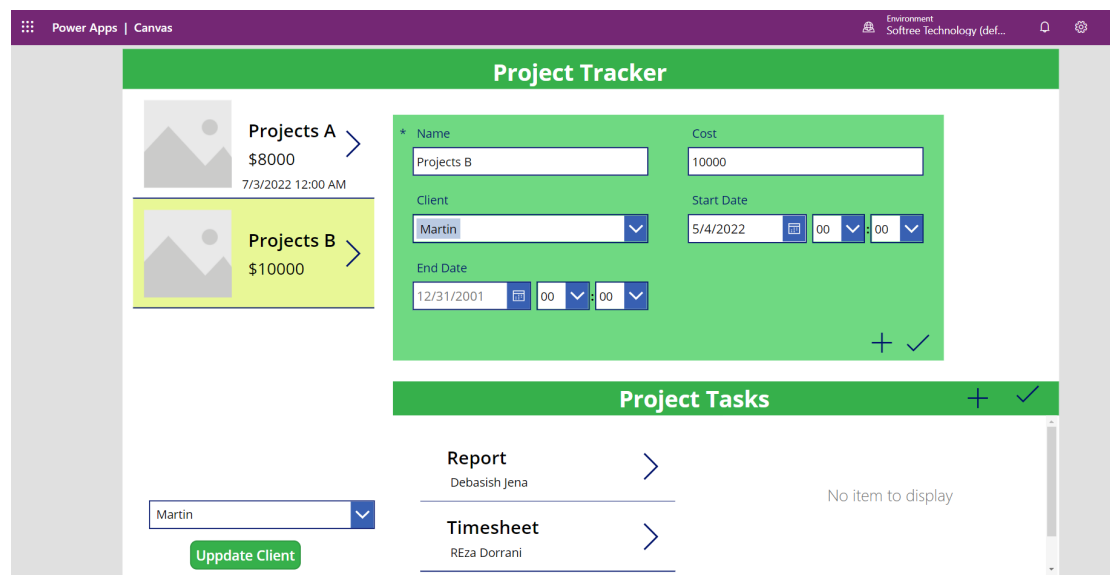 Power Apps | Canvas
Environment
Softree Technology (def...
Project Tracker
Projects A
$8000
7/3/2022 12:00 AM
Projects B
$10000
* Name
Projects B
Cost
10000
Client
Martin
Start Date
5/4/2022 00 : 00
End Date
12/31/2001 00 : 00
Project Tasks
Report
Debasish Jena
Timesheet
REza Dorrani
No item to display
Martin
Uppdate Client